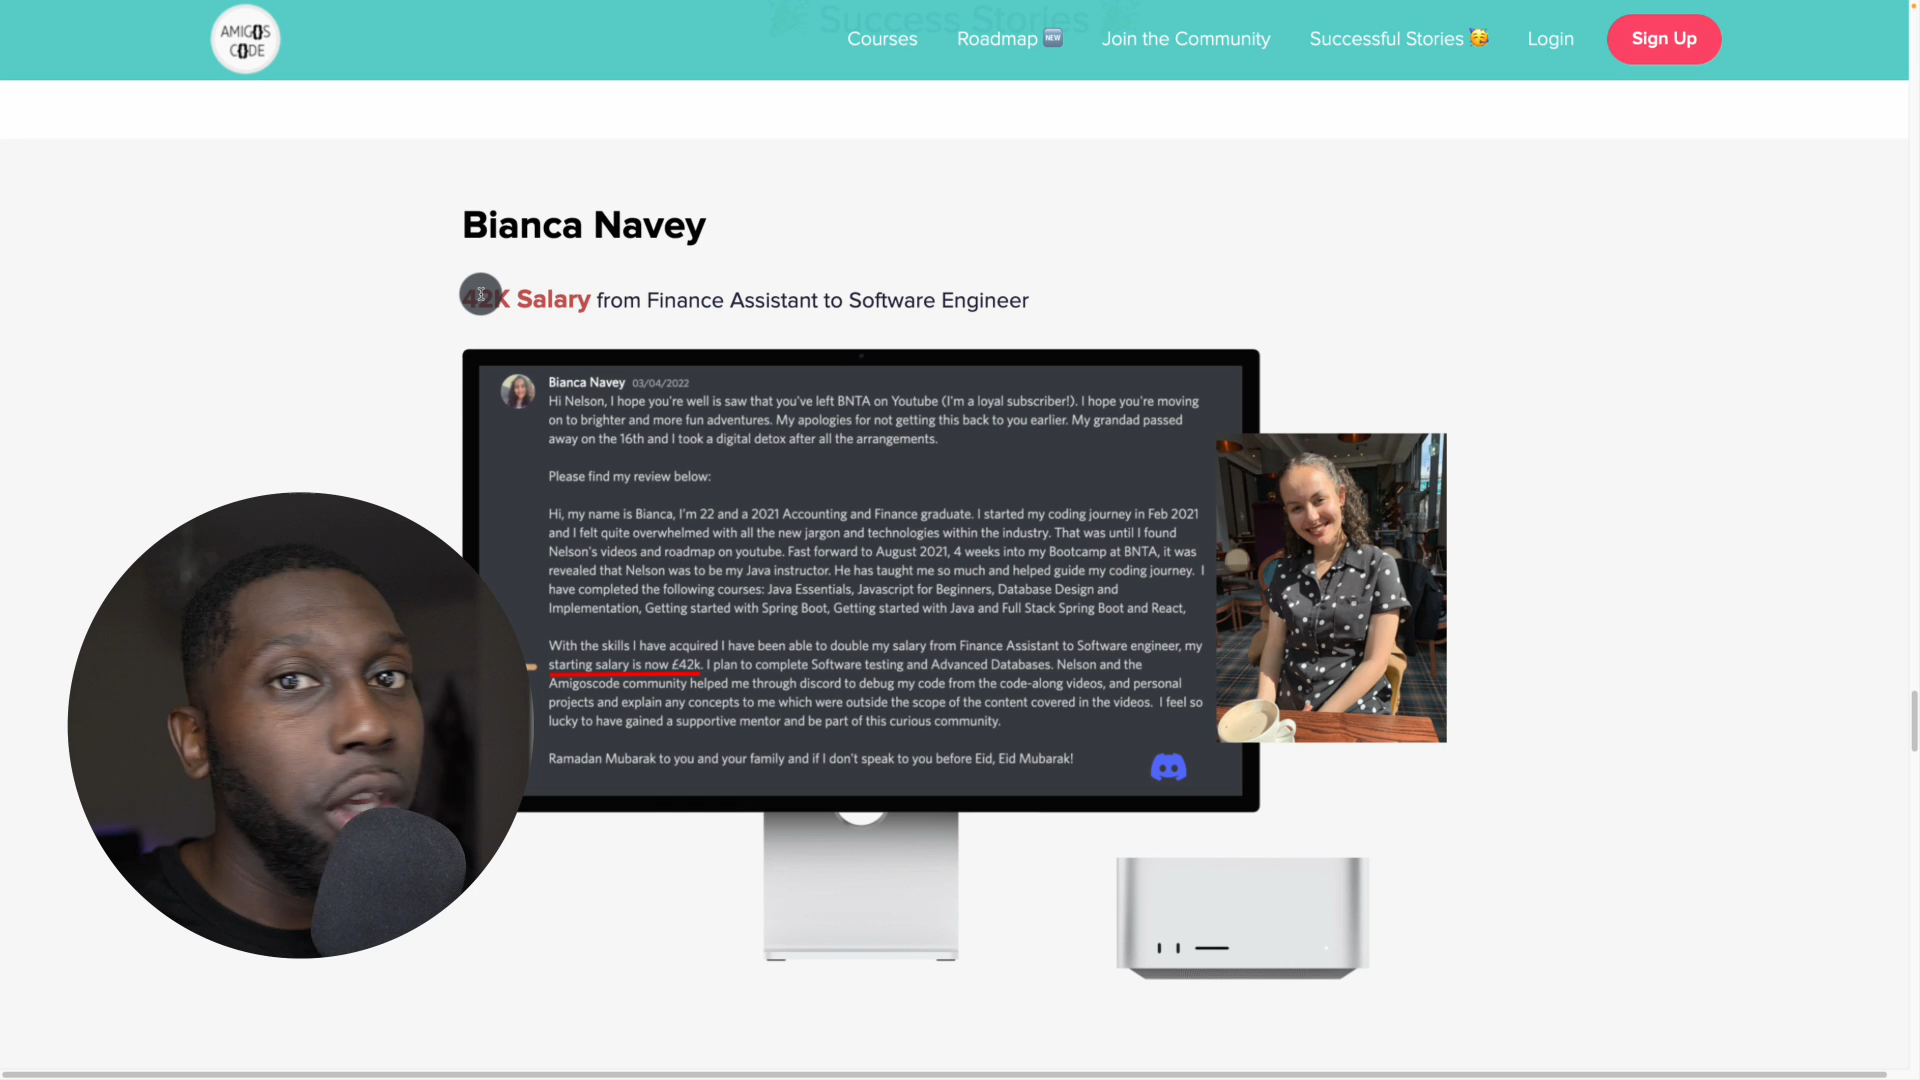 Success Stories
AMIGOS
CODE
Courses
Roadmap NEW
Join the Community
Successful Stories
Login
Sign Up
Bianca Navey
42K Salary from Finance Assistant to Software Engineer
Bianca Navey 03/04/2022
Hi Nelson, I hope you're well is saw that you've left BNTA on Youtube (I'm a loyal subscriber!). I hope you're moving
on to brighter and more fun adventures. My apologies for not getting this back to you earlier. My grandad passed
away on the 16th and I took a digital detox after all the arrangements.
Please find my review below:
Hi, my name is Bianca, I'm 22 and a 2021 Accounting and Finance graduate. I started my coding journey in Feb 2021
and I felt quite overwhelmed with all the new jargon and technologies within the industry. That was until I found
Nelson's videos and roadmap on youtube. Fast forward to August 2021, 4 weeks into my Bootcamp at BNTA, it was
revealed that Nelson was to be my Java instructor. He has taught me so much and helped guide my coding journey. I
have completed the following courses: Java Essentials, Javascript for Beginners, Database Design and
Implementation, Getting started with Spring Boot, Getting started with Java and Full Stack Spring Boot and React,
With the skills I have acquired I have been able to double my salary from Finance Assistant to Software engineer, my
starting salary is now £42k. I plan to complete Software testing and Advanced Databases. Nelson and the
Amigoscode community helped me through discord to debug my code from the code-along videos, and personal
projects and explain any concepts to me which were outside the scope of the content covered in the videos. I feel so
lucky to have gained a supportive mentor and be part of this curious community.
Ramadan Mubarak to you and your family and if I don't speak to you before Eid, Eid Mubarak!